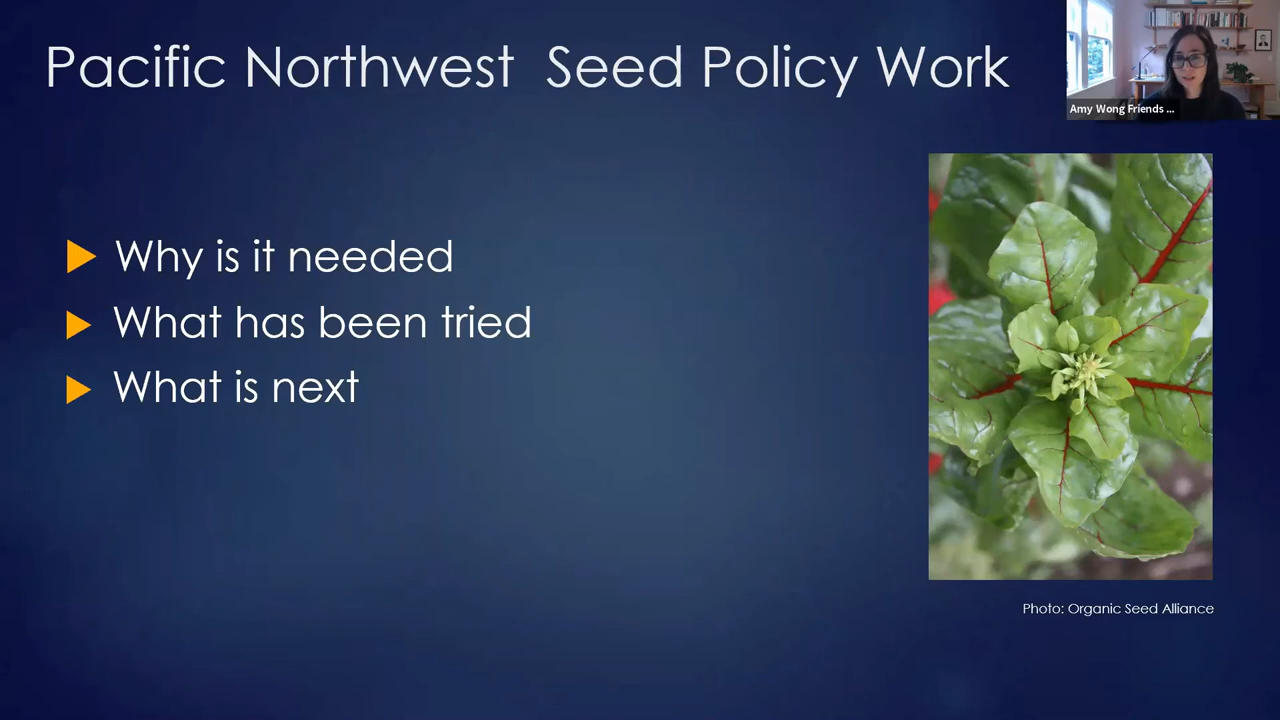 Pacific Northwest  Seed Policy Work
Amy Wong Friends ...
Why is it needed
What has been tried
What is next
Photo: Organic Seed Alliance